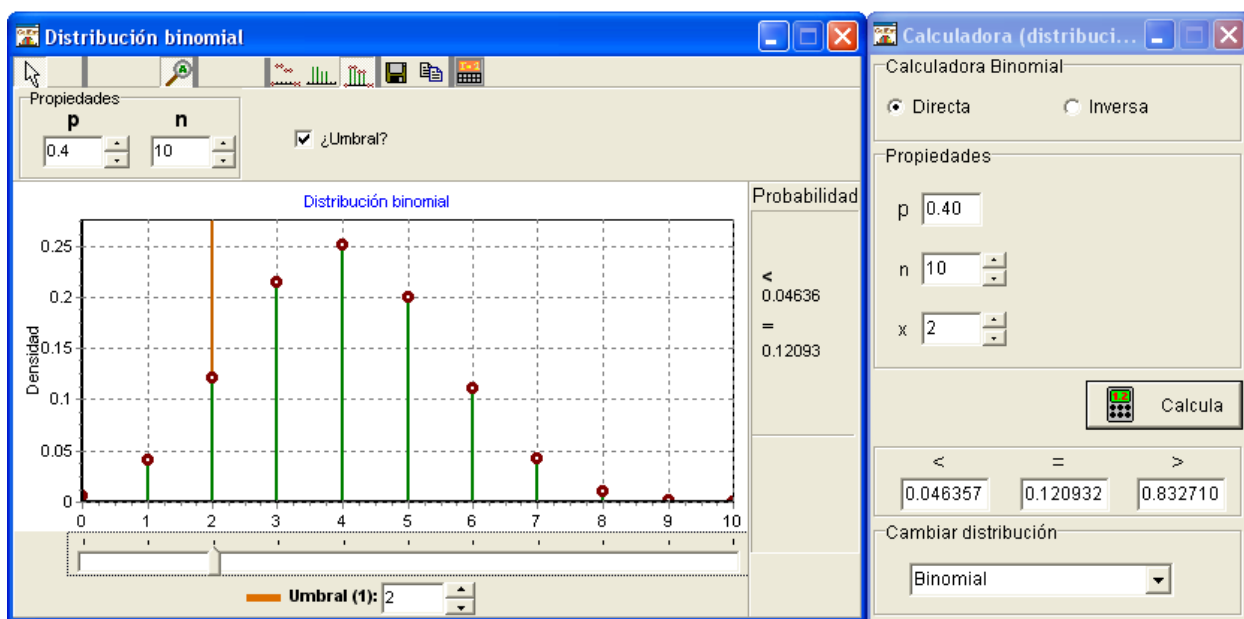 Distribución binomial
Propiedades
p n
0.4 10
¿Umbral?
Distribución binomial
Densidad
0.25
0.2
0.15
0.1
0.05
0
0 1 2 3 4 5 6 7 8 9 10
Umbral (1): 2
Probabilidad
<
0.04636
=
0.12093
Calculadora (distribuci...
Calculadora Binomial
Directa Inversa
Propiedades
p 0.40
n 10
x 2
Calcula
< = >
0.046357 0.120932 0.832710
Cambiar distribución
Binomial